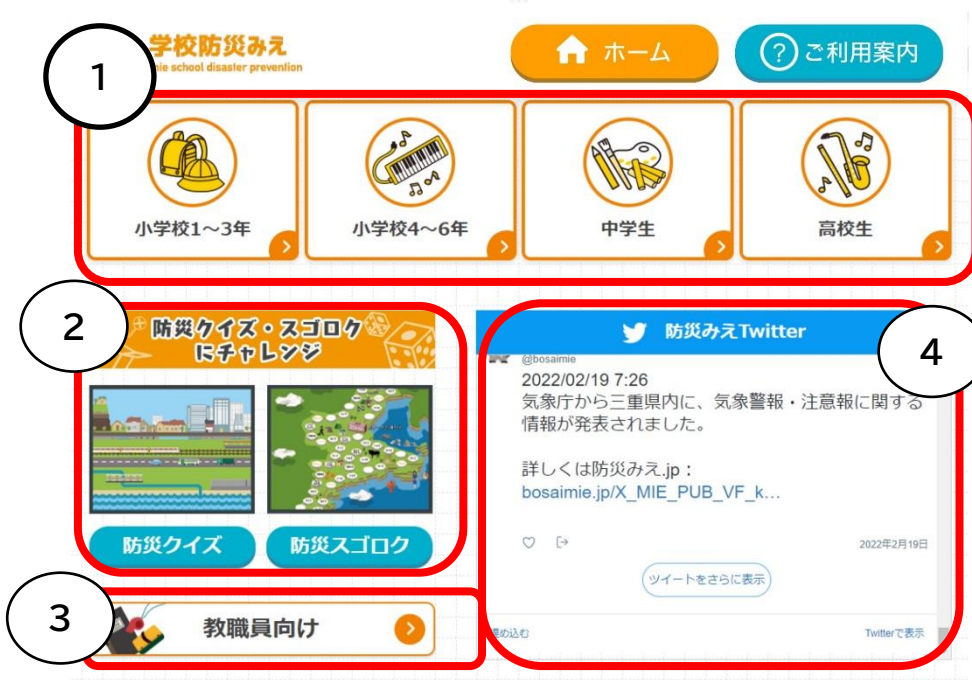 1
学校防災みえ
mie school disaster prevention
ホーム
? ご利用案内
小学校1～3年
小学校4～6年
中学生
高校生
2
防災クイズ・スゴロク
にチャレンジ
防災クイズ
防災スゴロク
3
教職員向け
4
防災みえTwitter
@bosaimie
2022/02/19 7:26
気象庁から三重県内に、気象警報・注意報に関する
情報が発表されました。
詳しくは防災みえ.jp：
bosaimie.jp/X_MIE_PUB_VF_k…
2022年2月19日
ツイートをさらに表示
埋め込む
Twitterで表示